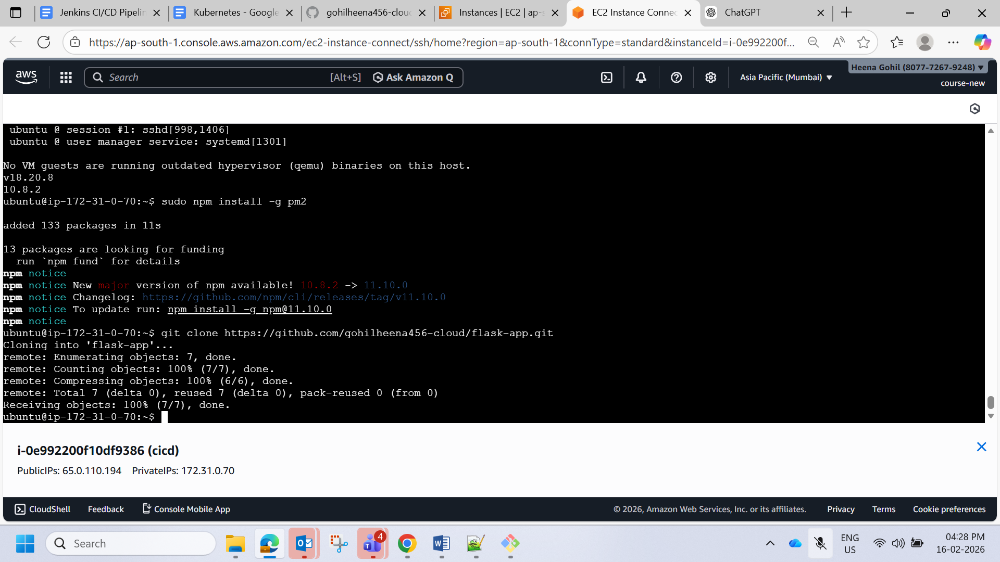 Jenkins CI/CD Pipelin
Kubernetes - Google
gohilheena456-cloud
Instances | EC2 | ap-s
EC2 Instance Connec
ChatGPT
https://ap-south-1.console.aws.amazon.com/ec2-instance-connect/ssh/home?region=ap-south-1&connType=standard&instanceId=i-0e992200f...
aws
Search
[Alt+S]
Ask Amazon Q
Asia Pacific (Mumbai)
Heena Gohil (8077-7267-9248)
course-new
ubuntu @ session #1: sshd[998,1406]
ubuntu @ user manager service: systemd[1301]
No VM guests are running outdated hypervisor (qemu) binaries on this host.
v18.20.8
10.8.2
ubuntu@ip-172-31-0-70:~$ sudo npm install -g pm2
added 133 packages in 11s
13 packages are looking for funding
run `npm fund` for details
npm notice
npm notice New major version of npm available! 10.8.2 -> 11.10.0
npm notice Changelog: https://github.com/npm/cli/releases/tag/v11.10.0
npm notice To update run: npm install -g npm@11.10.0
npm notice
ubuntu@ip-172-31-0-70:~$ git clone https://github.com/gohilheena456-cloud/flask-app.git
Cloning into 'flask-app'...
remote: Enumerating objects: 7, done.
remote: Counting objects: 100% (7/7), done.
remote: Compressing objects: 100% (6/6), done.
remote: Total 7 (delta 0), reused 7 (delta 0), pack-reused 0 (from 0)
Receiving objects: 100% (7/7), done.
ubuntu@ip-172-31-0-70:~$
i-0e992200f10df9386 (cicd)
PublicIPs: 65.0.110.194 PrivateIPs: 172.31.0.70
CloudShell
Feedback
Console Mobile App
© 2026, Amazon Web Services, Inc. or its affiliates.
Privacy
Terms
Cookie preferences
Search
4
ENG
US
04:28 PM
16-02-2026